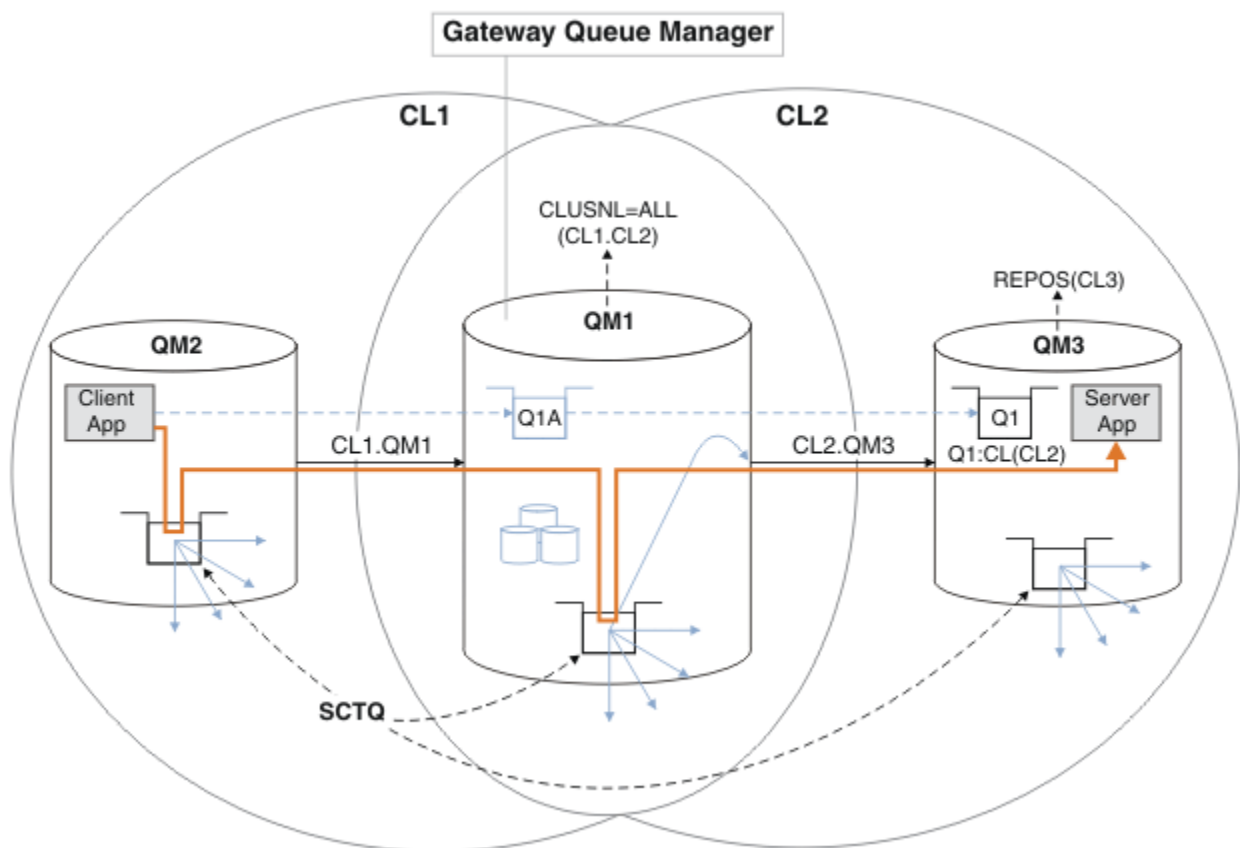 Gateway Queue Manager
CL1
CL2
CLUSNL=ALL
(CL1.CL2)
REPOS(CL3)
QM2
QM1
QM3
Client
App
Q1A
Q1
Server
App
CL1.QM1
CL2.QM3
Q1:CL(CL2)
SCTQ